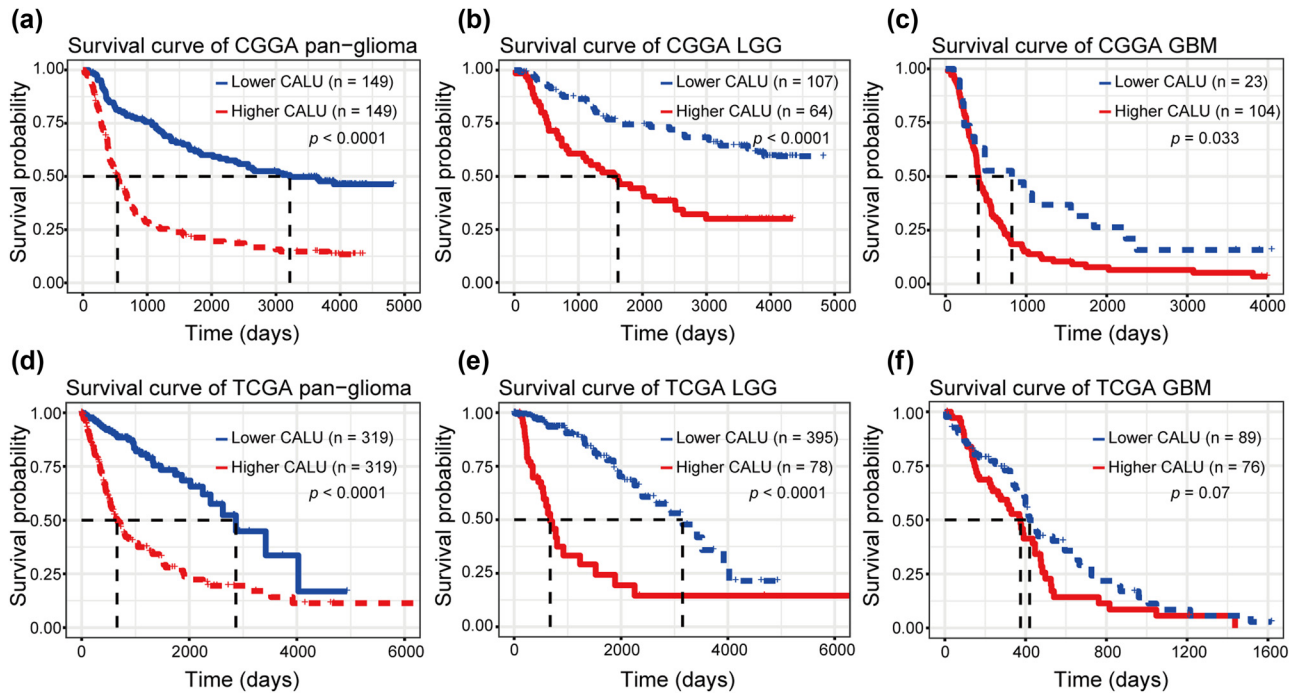 (a)
Survival curve of CGGA pan-glioma
Survival probability
1.00
0.75
0.50
0.25
0.00
Lower CALU (n = 149)
Higher CALU (n = 149)
p < 0.0001
0 1000 2000 3000 4000 5000
Time (days)
(b)
Survival curve of CGGA LGG
Survival probability
1.00
0.75
0.50
0.25
0.00
Lower CALU (n = 107)
Higher CALU (n = 64)
p < 0.0001
0 1000 2000 3000 4000 5000
Time (days)
(c)
Survival curve of CGGA GBM
Survival probability
1.00
0.75
0.50
0.25
0.00
Lower CALU (n = 23)
Higher CALU (n = 104)
p = 0.033
0 1000 2000 3000 4000
Time (days)
(d)
Survival curve of TCGA pan-glioma
Survival probability
1.00
0.75
0.50
0.25
0.00
Lower CALU (n = 319)
Higher CALU (n = 319)
p < 0.0001
0 2000 4000 6000
Time (days)
(e)
Survival curve of TCGA LGG
Survival probability
1.00
0.75
0.50
0.25
0.00
Lower CALU (n = 395)
Higher CALU (n = 78)
p < 0.0001
0 2000 4000 6000
Time (days)
(f)
Survival curve of TCGA GBM
Survival probability
1.00
0.75
0.50
0.25
0.00
Lower CALU (n = 89)
Higher CALU (n = 76)
p = 0.07
0 400 800 1200 1600
Time (days)